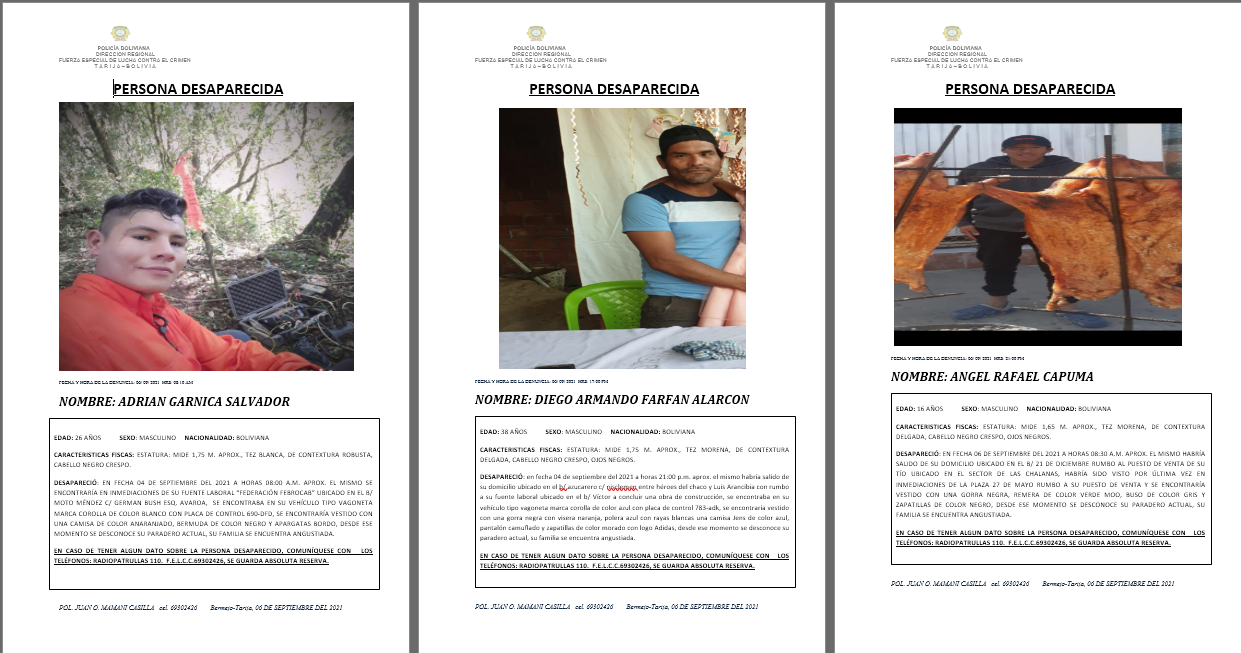 POLICÍA BOLIVIANA
DIRECCION REGIONAL
FUERZA ESPECIAL DE LUCHA CONTRA EL CRIMEN
TARIJA-BOLIVIA
PERSONA DESAPARECIDA
FECHA Y HORA DE LA DENUNCIA: 06/09/2021 HRS:
NOMBRE: ADRIAN GARNICA SALVADOR
EDAD: 26 AÑOS SEXO: MASCULINO NACIONALIDAD: BOLIVIANA
CARACTERISTICAS FISCAS: ESTATURA: MIDE 1,75 M. APROX., TEZ BLANCA, DE CONTEXTURA ROBUSTA,
CABELLO NEGRO CRESPO.
DESAPARECIÓ: EN FECHA 04 DE SEPTIEMBRE DEL 2021 A HORAS 08:00 A.M. APROX. EL MISMO SE
ENCONTRARÍA EN INMEDIACIONES DE SU FUENTE LABORAL "FEDERACIÓN FEBROCAB" UBICADO EN EL B/
MOTO MÉNDEZ C/ GERMAN BUSH ESQ, AVAROA, SE ENCONTRABA EN SU VEHÍCULO TIPO VAGONETA
MARCA COROLLA DE COLOR BLANCO CON PLACA DE CONTROL 690-DFD, SE ENCONTRARÍA VESTIDO CON
UNA CAMISA DE COLOR ANARANJADO, BERMUDA DE COLOR NEGRO Y APARGATAS BORDO, DESDE ESE
MOMENTO SE DESCONOCE SU PARADERO ACTUAL, SU FAMILIA SE ENCUENTRA ANGUSTIADA.
EN CASO DE TENER ALGUN DATO SOBRE LA PERSONA DESAPARECIDO, COMUNÍQUESE CON LOS
TELÉFONOS: RADIOPATRULLAS 110. F.E.L.C.C.69302426, SE GUARDA ABSOLUTA RESERVA.
POL. JUAN O. MAMANI CASILLA cel. 69302426 Bermejo-Tarija, 06 DE SEPTIEMBRE DEL 2021
POLICÍA BOLIVIANA
DIRECCION REGIONAL
FUERZA ESPECIAL DE LUCHA CONTRA EL CRIMEN
TARIJA-BOLIVIA
PERSONA DESAPARECIDA
FECHA Y HORA DE LA DENUNCIA: 06/09/2021 HRS:
NOMBRE: DIEGO ARMANDO FARFAN ALARCON
EDAD: 38 AÑOS SEXO: MASCULINO NACIONALIDAD: BOLIVIANA
CARACTERISTICAS FISCAS: ESTATURA: MIDE 1,75 M. APROX., TEZ MORENA, DE CONTEXTURA
DELGADA, CABELLO NEGRO CRESPO, OJOS NEGROS.
DESAPARECIÓ: en fecha 04 de septiembre del 2021 a horas 21:00 p.m. aprox. el mismo habría salido de
su domicilio ubicado en el b/ azucarero c/ entre héroes del chaco y Luis Arancibia con rumbo
a su fuente laboral ubicado en el b/ Víctor a concluir una obra de construcción, se encontraba en su
vehículo tipo vagoneta marca corolla de color azul con placa de control 783-adk, se encontraría vestido
con una gorra negra con visera naranja, polera azul con rayas blancas una camisa Jens de color azul,
pantalón camuflado y zapatillas de color morado con logo Adidas, desde ese momento se desconoce su
paradero actual, su familia se encuentra angustiada.
EN CASO DE TENER ALGUN DATO SOBRE LA PERSONA DESAPARECIDO, COMUNÍQUESE CON LOS
TELÉFONOS: RADIOPATRULLAS 110. F.E.L.C.C.69302426, SE GUARDA ABSOLUTA RESERVA.
POL. JUAN O. MAMANI CASILLA cel. 69302426 Bermejo-Tarija, 06 DE SEPTIEMBRE DEL 2021
POLICÍA BOLIVIANA
DIRECCION REGIONAL
FUERZA ESPECIAL DE LUCHA CONTRA EL CRIMEN
TARIJA-BOLIVIA
PERSONA DESAPARECIDA
FECHA Y HORA DE LA DENUNCIA: 06/09/2021 HRS:
NOMBRE: ANGEL RAFAEL CAPUMA
EDAD: 16 AÑOS SEXO: MASCULINO NACIONALIDAD: BOLIVIANA
CARACTERISTICAS FISCAS: ESTATURA: MIDE 1,65 M. APROX., TEZ MORENA, DE CONTEXTURA
DELGADA, CABELLO NEGRO CRESPO, OJOS NEGROS.
DESAPARECIÓ: EN FECHA 06 DE SEPTIEMBRE DEL 2021 A HORAS 08:30 A.M. APROX. EL MISMO HABRÍA
SALIDO DE SU DOMICILIO UBICADO EN EL B/ 21 DE DICIEMBRE RUMBO AL PUESTO DE VENTA DE SU
TÍO UBICADO EN EL SECTOR DE LAS CHALANAS, HABRÍA SIDO VISTO POR ÚLTIMA VEZ EN
INMEDIACIONES DE LA PLAZA 27 DE MAYO RUMBO A SU PUESTO DE VENTA Y SE ENCONTRARÍA
VESTIDO CON UNA GORRA NEGRA, REMERA DE COLOR VERDE MOO, BUSO DE COLOR GRIS Y
ZAPATILLAS DE COLOR NEGRO, DESDE ESE MOMENTO SE DESCONOCE SU PARADERO ACTUAL, SU
FAMILIA SE ENCUENTRA ANGUSTIADA.
EN CASO DE TENER ALGUN DATO SOBRE LA PERSONA DESAPARECIDO, COMUNÍQUESE CON LOS
TELÉFONOS: RADIOPATRULLAS 110. F.E.L.C.C.69302426, SE GUARDA ABSOLUTA RESERVA.
POL. JUAN O. MAMANI CASILLA cel. 69302426 Bermejo-Tarija, 06 DE SEPTIEMBRE DEL 2021